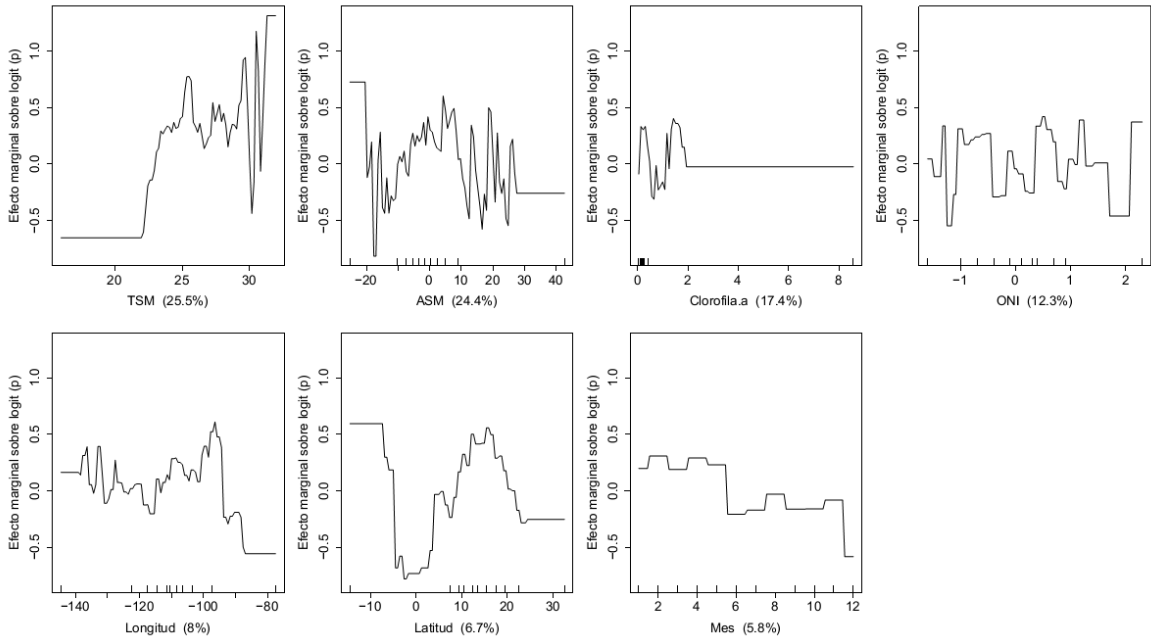 Efecto marginal sobre logit (p)
1.0
0.5
0.0
−0.5
20 25 30
TSM (25.5%)
Efecto marginal sobre logit (p)
1.0
0.5
0.0
−0.5
−20 0 10 20 30 40
ASM (24.4%)
Efecto marginal sobre logit (p)
1.0
0.5
0.0
−0.5
0 2 4 6 8
Clorofila.a (17.4%)
Efecto marginal sobre logit (p)
1.0
0.5
0.0
−0.5
−1 0 1 2
ONI (12.3%)
Efecto marginal sobre logit (p)
1.0
0.5
0.0
−0.5
−140 −120 −100 −80
Longitud (8%)
Efecto marginal sobre logit (p)
1.0
0.5
0.0
−0.5
−10 0 10 20 30
Latitud (6.7%)
Efecto marginal sobre logit (p)
1.0
0.5
0.0
−0.5
2 4 6 8 10 12
Mes (5.8%)